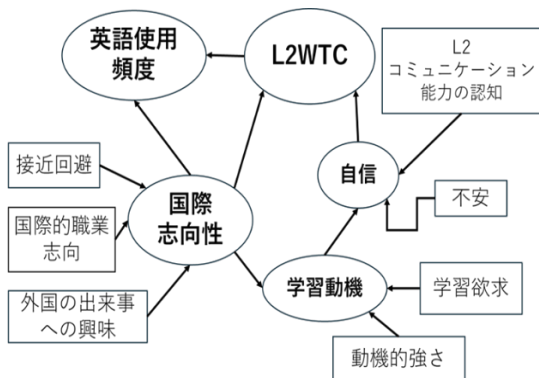 英語使用
頻度
L2WTC
L2
コミュニケーション
能力の認知
接近回避
自信
国際
志向性
不安
国際的職業
志向
学習動機
学習欲求
外国の出来事
への興味
動機的強さ